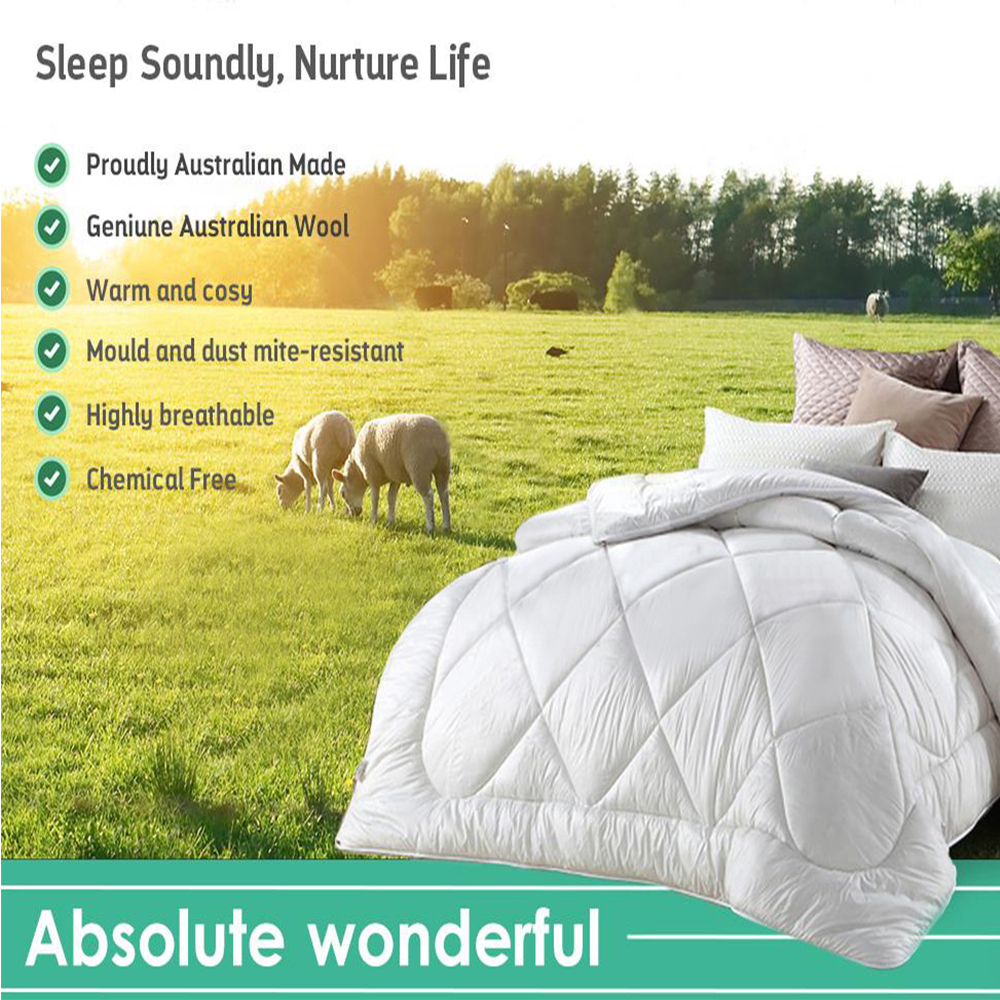 Sleep Soundly, Nurture Life
Proudly Australian Made
Geniune Australian Wool
Warm and cosy
Mould and dust mite-resistant
Highly breathable
Chemical Free
Absolute wonderful